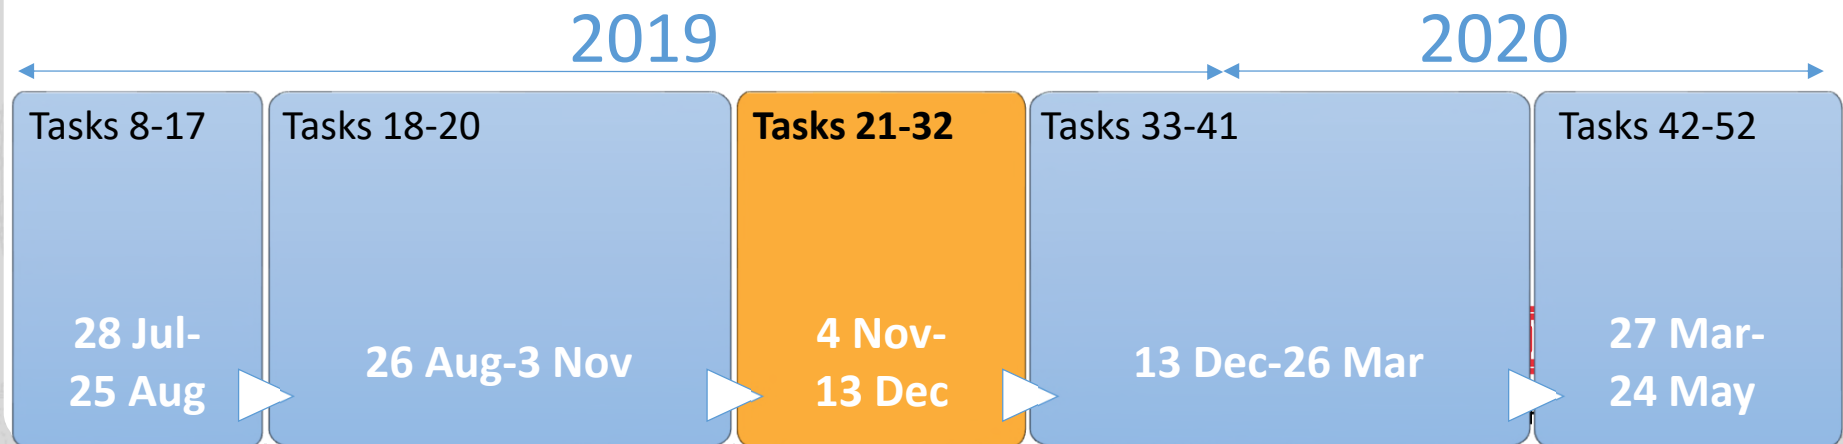 2019
2020
Tasks 8-17
28 Jul-
25 Aug
Tasks 18-20
26 Aug-3 Nov
Tasks 21-32
4 Nov-
13 Dec
Tasks 33-41
13 Dec-26 Mar
Tasks 42-52
27 Mar-
24 May